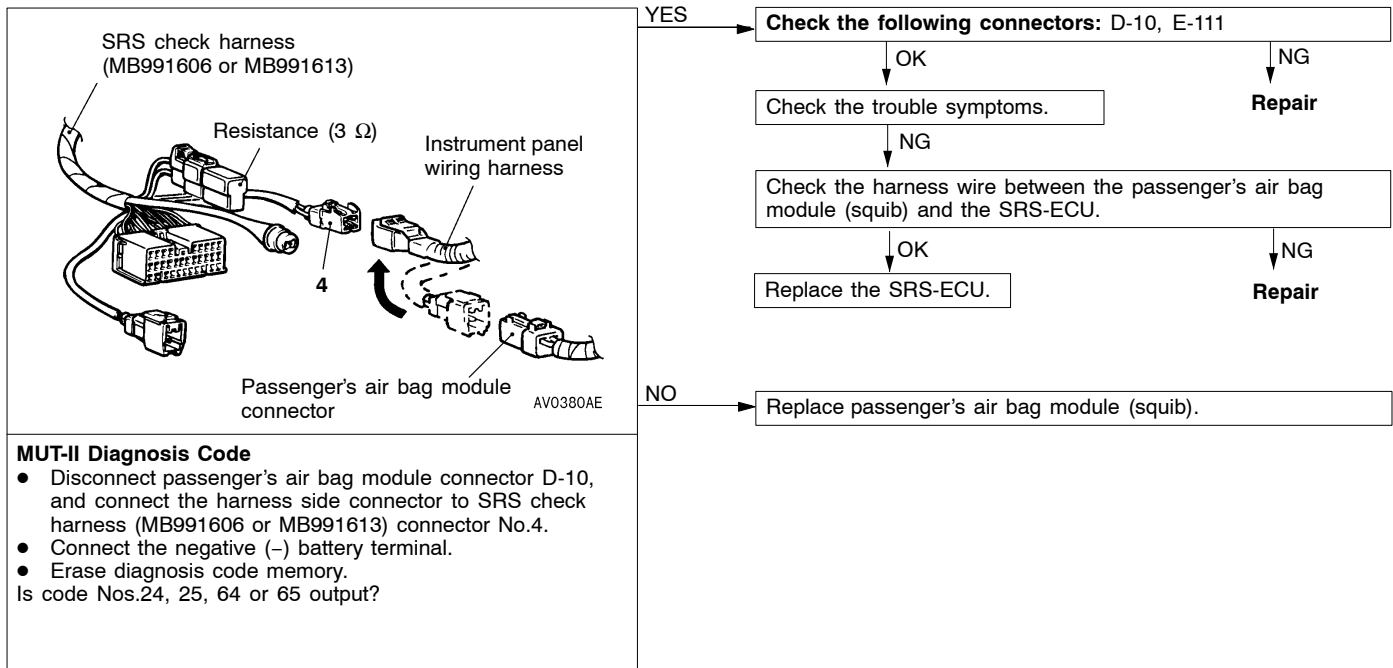 SRS check harness
(MB991606 or MB991613)
Resistance (3 Ω)
Instrument panel
wiring harness
4
Passenger's air bag module
connector
AV0380AE
MUT-II Diagnosis Code
● Disconnect passenger's air bag module connector D-10,
and connect the harness side connector to SRS check
harness (MB991606 or MB991613) connector No.4.
● Connect the negative (–) battery terminal.
● Erase diagnosis code memory.
Is code Nos.24, 25, 64 or 65 output?
YES
Check the following connectors: D-10, E-111
OK
NG
Check the trouble symptoms.
Repair
NG
Check the harness wire between the passenger's air bag
module (squib) and the SRS-ECU.
OK
NG
Replace the SRS-ECU.
Repair
NO
Replace passenger's air bag module (squib).